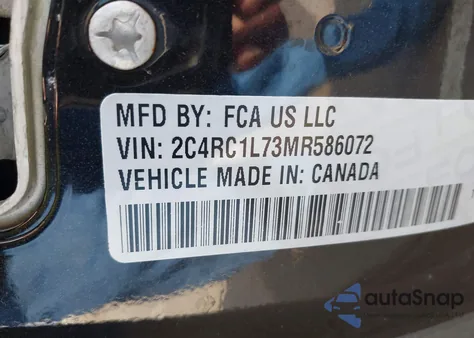 MFD BY: FCA US LLC
VIN: 2C4RC1L73MR586072
VEHICLE MADE IN: CANADA
autoSnap